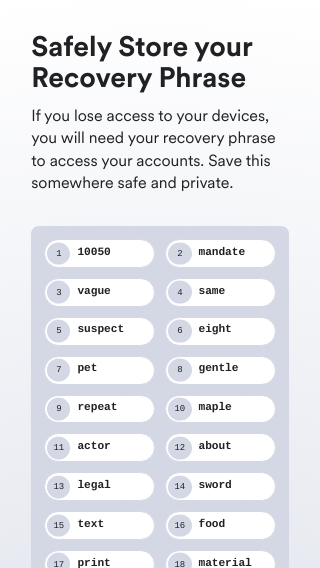 Safely Store your
Recovery Phrase
If you lose access to your devices,
you will need your recovery phrase
to access your accounts. Save this
somewhere safe and private.
1 10050 2 mandate
3 vague 4 same
5 suspect 6 eight
7 pet 8 gentle
9 repeat 10 maple
11 actor 12 about
13 legal 14 sword
15 text 16 food
17 print 18 material